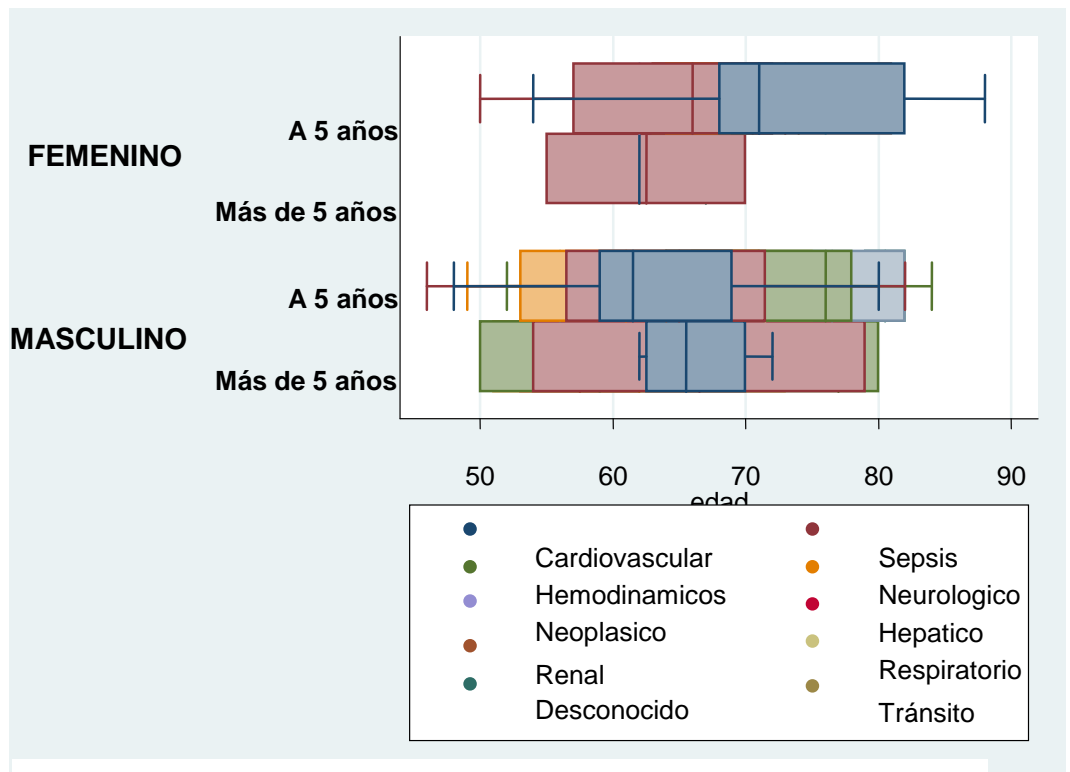 A 5 años
FEMENINO
Más de 5 años
A 5 años
MASCULINO
Más de 5 años
50 60 70 80 90
edad
Cardiovascular Sepsis
Hemodinamicos Neurologico
Neoplasico Hepatico
Renal Respiratorio
Desconocido Tránsito